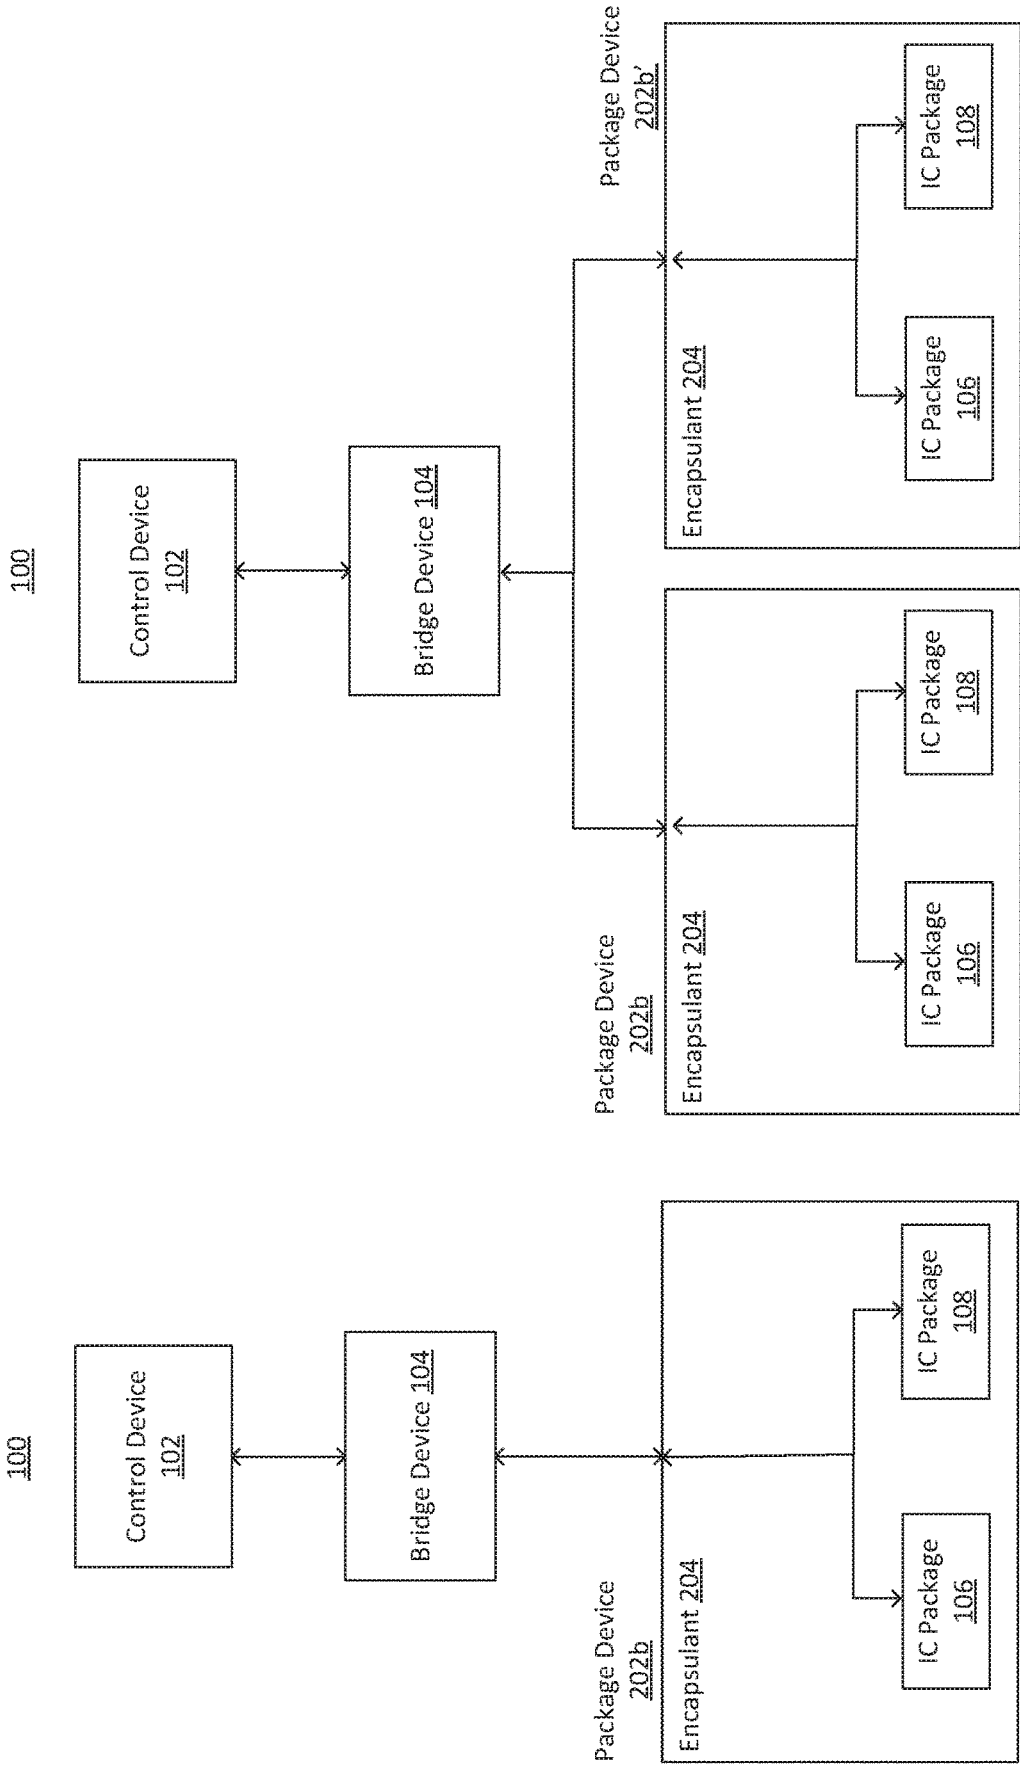 100
Control Device
102
Bridge Device 104
Package Device
202b
Encapsulant 204
IC Package
106
IC Package
108
100
Control Device
102
Bridge Device 104
Package Device
202b
Encapsulant 204
IC Package
106
IC Package
108
Package Device
202b'
Encapsulant 204
IC Package
106
IC Package
108